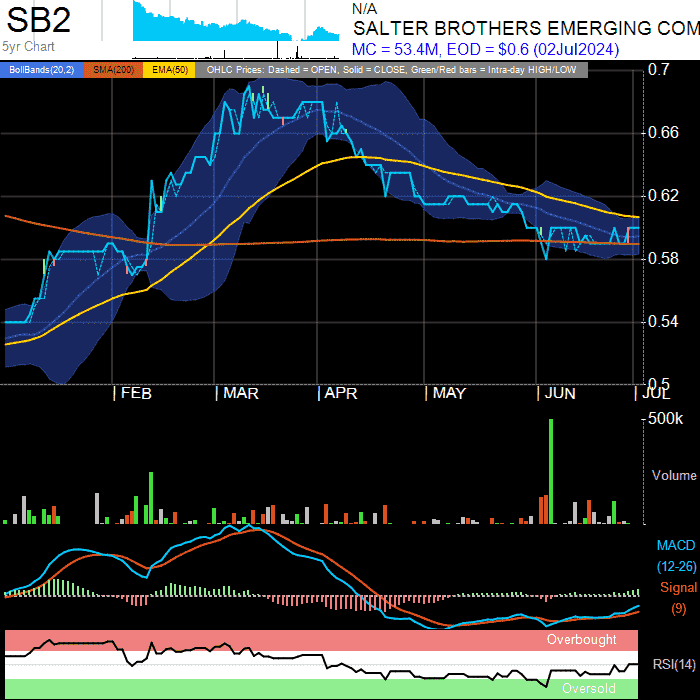 SB2
5yr Chart
N/A
SALTER BROTHERS EMERGING COM
MC = 53.4M, EOD = $0.6 (02Jul2024)
BollBands(20,2) SMA(200) EMA(50) OHLC Prices: Dashed = OPEN, Solid = CLOSE, Green/Red bars = Intra-day HIGH/LOW
0.7
0.66
0.62
0.58
0.54
0.5
FEB MAR APR MAY JUN JUL
500k
Volume
MACD
(12-26)
Signal
(9)
Overbought
RSI(14)
Oversold